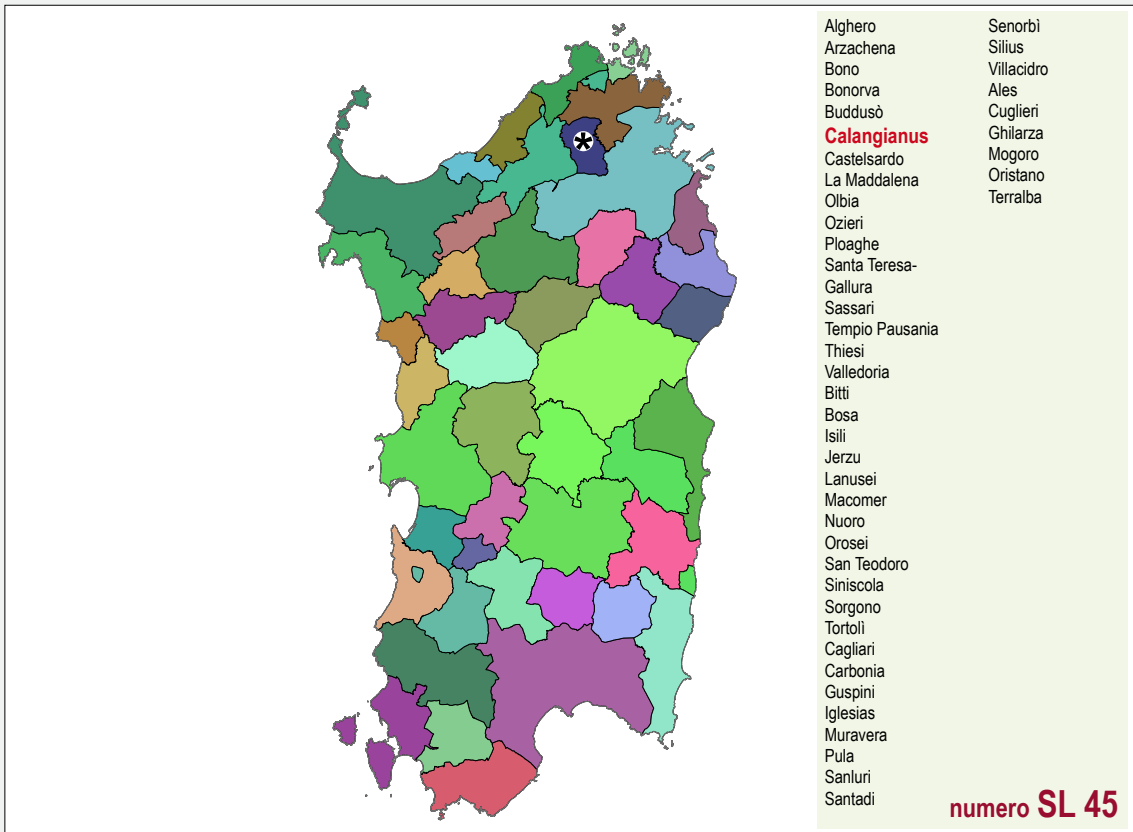 Alghero
Arzachena
Bono
Bonorva
Buddusò
Calangianus
Castelsardo
La Maddalena
Olbia
Ozieri
Ploaghe
Santa Teresa-
Gallura
Sassari
Tempio Pausania
Thiesi
Valledoria
Bitti
Bosa
Isili
Jerzu
Lanusei
Macomer
Nuoro
Orosei
San Teodoro
Siniscola
Sorgono
Tortolì
Cagliari
Carbonia
Guspini
Iglesias
Muravera
Pula
Sanluri
Santadi
Senorbì
Silius
Villacidro
Ales
Cuglieri
Ghilarza
Mogoro
Oristano
Terralba
numero SL 45